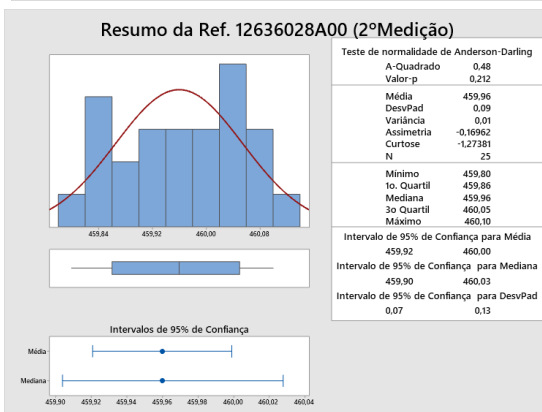 Resumo da Ref. 12636028A00 (2ºMedição)
459,84 459,92 460,00 460,08
Teste de normalidade de Anderson-Darling
A-Quadrado 0,48
Valor-p 0,212
Média 459,96
DesvPad 0,09
Variância 0,01
Assimetria -0,16962
Curtose -1,27381
N 25
Mínimo 459,80
1o. Quartil 459,86
Mediana 459,96
3o Quartil 460,05
Máximo 460,10
Intervalo de 95% de Confiança para Média
459,92 460,00
Intervalo de 95% de Confiança para Mediana
459,90 460,03
Intervalo de 95% de Confiança para DesvPad
0,07 0,13
Intervalos de 95% de Confiança
Média
Mediana
459,90 459,92 459,94 459,96 459,98 460,00 460,02 460,04